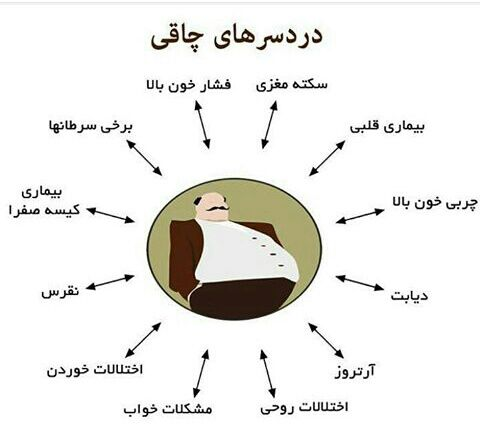 دردسرهای چاقی
سکته مغزی
فشار خون بالا
بیماری قلبی
برخی سرطانها
چربی خون بالا
بیماری
کیسه صفرا
دیابت
نقرس
آرتروز
اختلالات خوردن
اختلالات روحی
مشکلات خواب